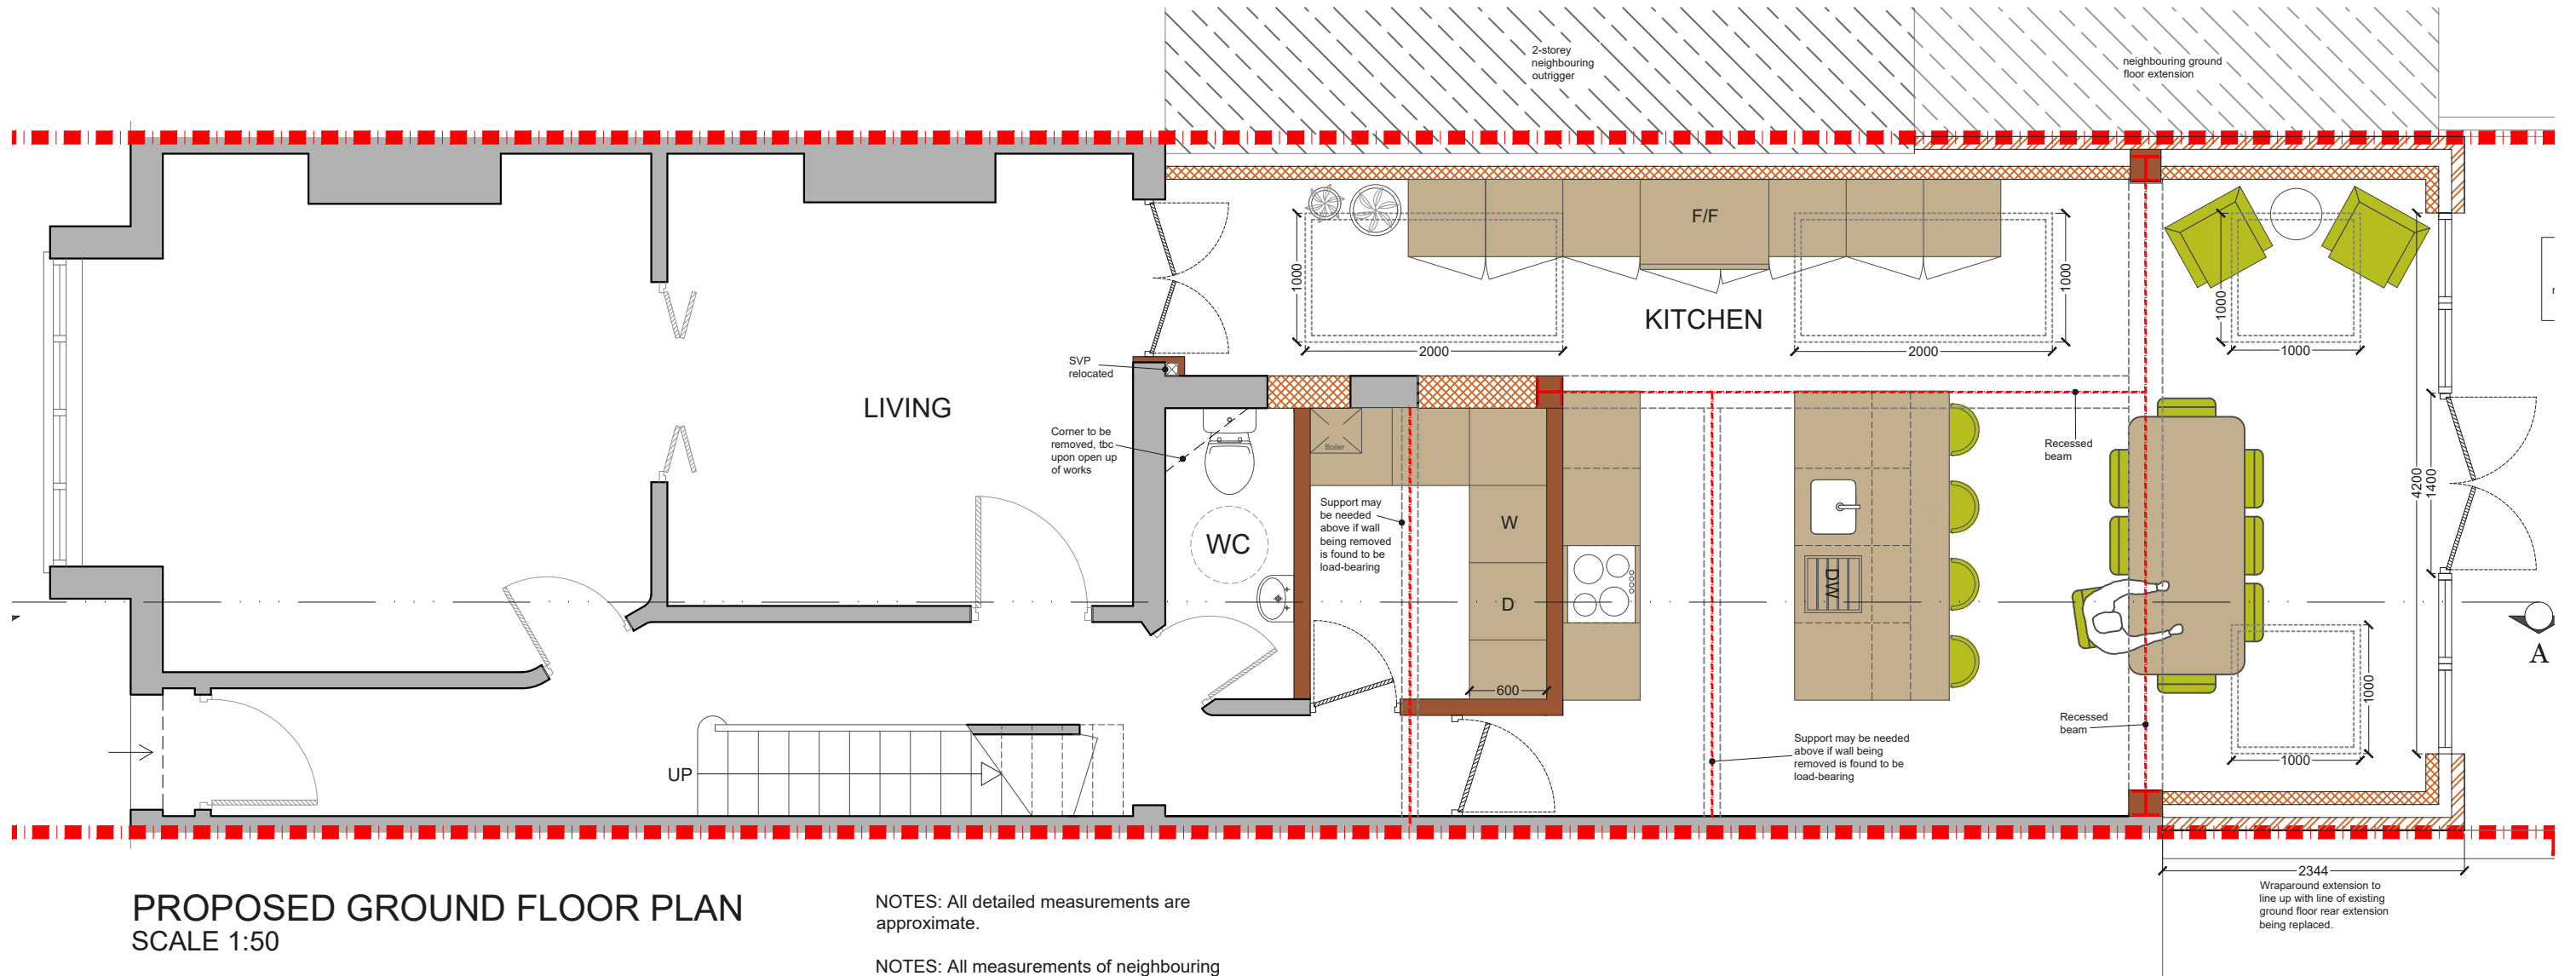 2-storey
neighbouring
outrigger
neighbouring ground
floor extension
F/F
1000
1000
1000
KITCHEN
2000
2000
1000
SVP
relocated
LIVING
Corner to be
removed, tbc
upon open up
of works
Boiler
Recessed
beam
4200
1400
Support may
be needed
above if wall
being removed
is found to be
load-bearing
W
WC
DW
D
A
600
1000
Recessed
beam
Support may be needed
above if wall being
removed is found to be
load-bearing
1000
UP
2344
Wraparound extension to
line up with line of existing
ground floor rear extension
being replaced.
PROPOSED GROUND FLOOR PLAN
SCALE 1:50
NOTES: All detailed measurements are
approximate.
NOTES: All measurements of neighbouring